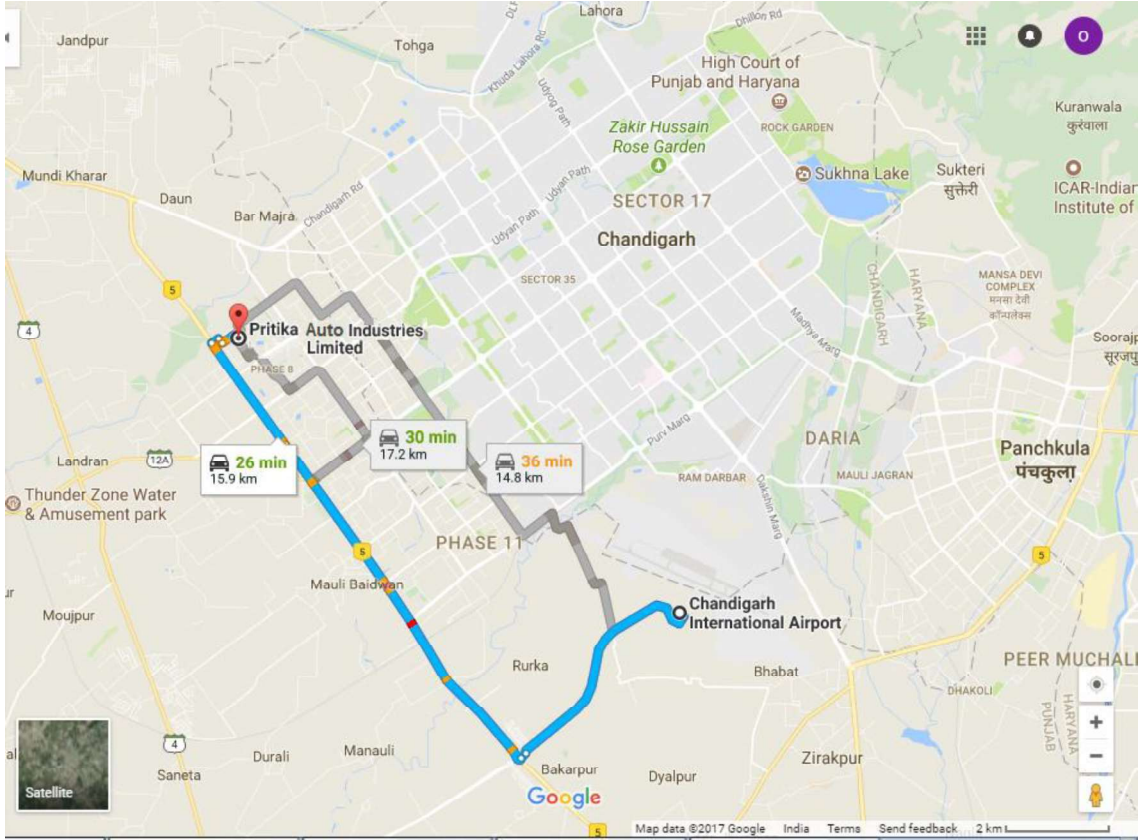 Lahora
Dhillon Rd
Jandpur
Tohga
Khuda Lahora Rd
Udyog Path
High Court of
Punjab and Haryana
O
Kuranwala
कुरंवाला
Zakir Hussain
Rose Garden
ROCK GARDEN
Mundi Kharar
Daun
Chandigarh Rd
Udyan Path
Sukhna Lake
Sukteri
सुक्तेरी
ICAR-Indian
Institute of
Bar Majra
Udyan Path
SECTOR 17
Chandigarh
SECTOR 35
CHANDIGARH
HARYANA
MANSA DEVI
COMPLEX
मनसा देवी
कॉम्पलेक्स
5
4
Pritika Auto Industries
Limited
Madhya Marg
Soorajp
सूरजपु
PHASE 8
30 min
17.2 km
Purv Marg
DARIA
Panchkula
पंचकुला
26 min
15.9 km
36 min
14.8 km
Landran
12A
RAM DARBAR
MAULI JAGRAN
Dakshin Marg
Thunder Zone Water
& Amusement park
PHASE 11
5
5
Mauli Baidwan
Moujpur
Chandigarh
International Airport
Rurka
Bhabat
PEER MUCHALL
DHAKOLI
PUNJAB
HARYANA
4
Durali
Manauli
Saneta
Bakarpur
Dyalpur
Zirakpur
Satellite
Google
5
Map data ©2017 Google India Terms Send feedback 2 km